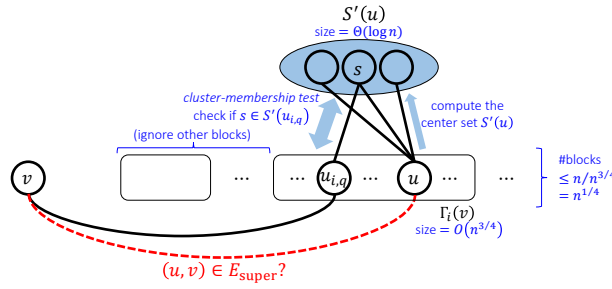 S′(u)
size = Θ(log n)
s
cluster-membership test
check if s ∈ S′(u_{i,q})
compute the
center set S′(u)
(ignore other blocks)
v
⋯
⋯
u_{i,q}
⋯
u
⋯
⋯
#blocks
≤ n/n^{3/4}
= n^{1/4}
Γ_i(v)
size = O(n^{3/4})
(u, v) ∈ E_super?